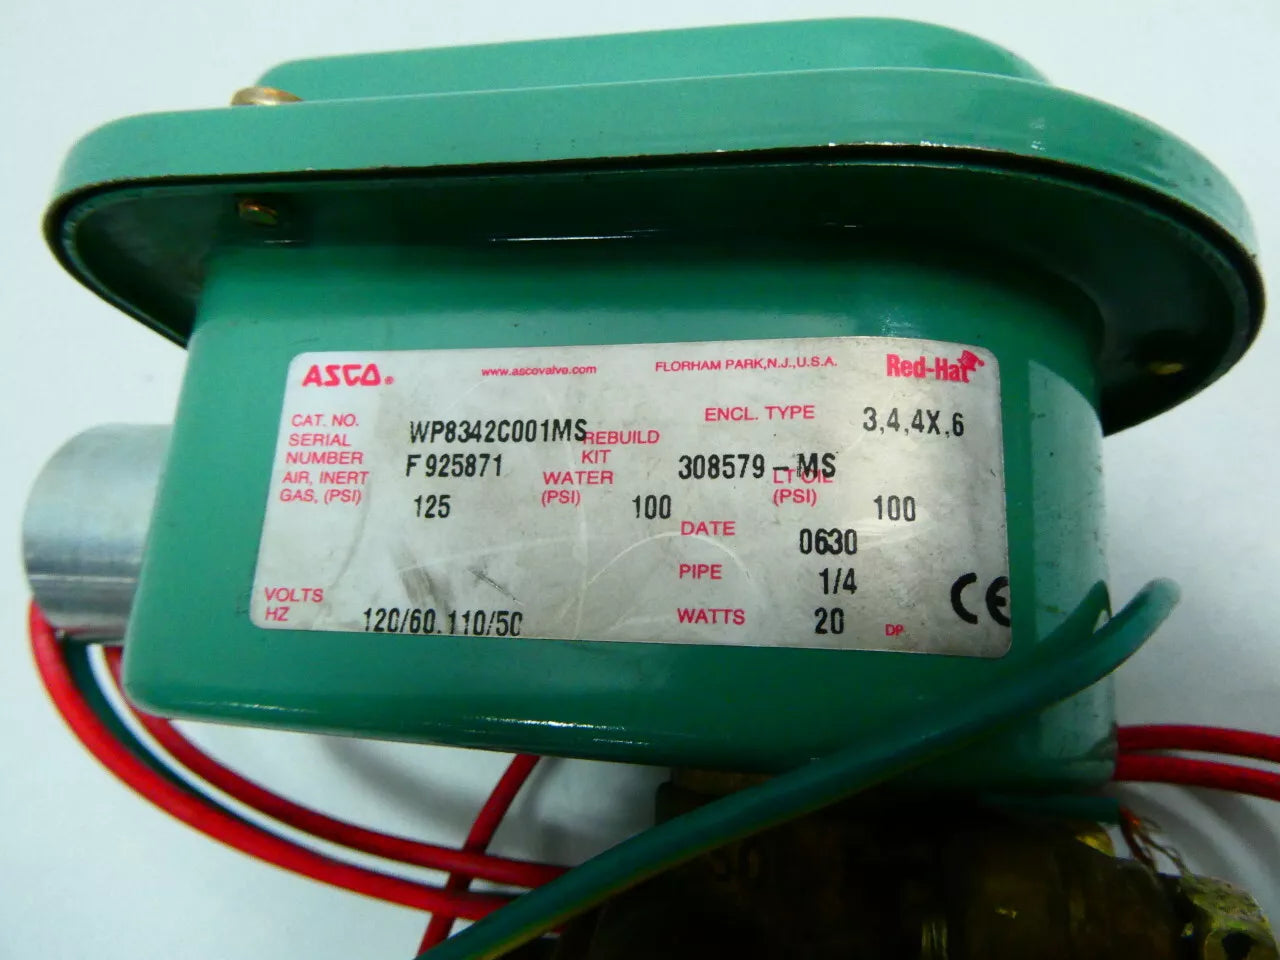 ASCO® www.ascovalve.com FLORHAM PARK, N.J., U.S.A. Red-Hat
CAT. NO. WP8342C001MS ENCL. TYPE 3,4,4X,6
SERIAL NUMBER F925871 REBUILD KIT 308579-MS
AIR, INERT GAS, (PSI) 125 WATER (PSI) 100 LT OIL (PSI) 100
DATE 0630
PIPE 1/4
VOLTS HZ 120/60.110/50 WATTS 20 DP CE